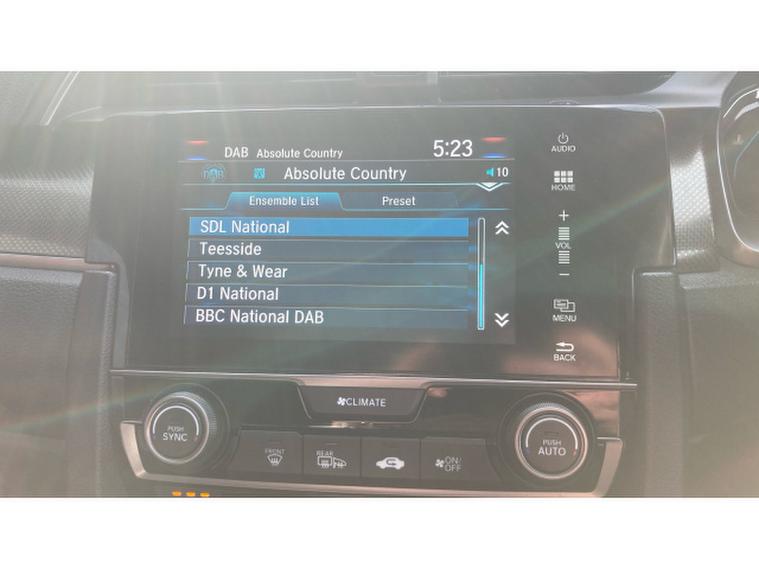 DAB Absolute Country 5:23
DAB Absolute Country 10
Ensemble List Preset
SDL National
Teesside
Tyne & Wear
D1 National
BBC National DAB
AUDIO
HOME
+
VOL
−
MENU
BACK
CLIMATE
PUSH
SYNC
FRONT
REAR
ON/
OFF
PUSH
AUTO